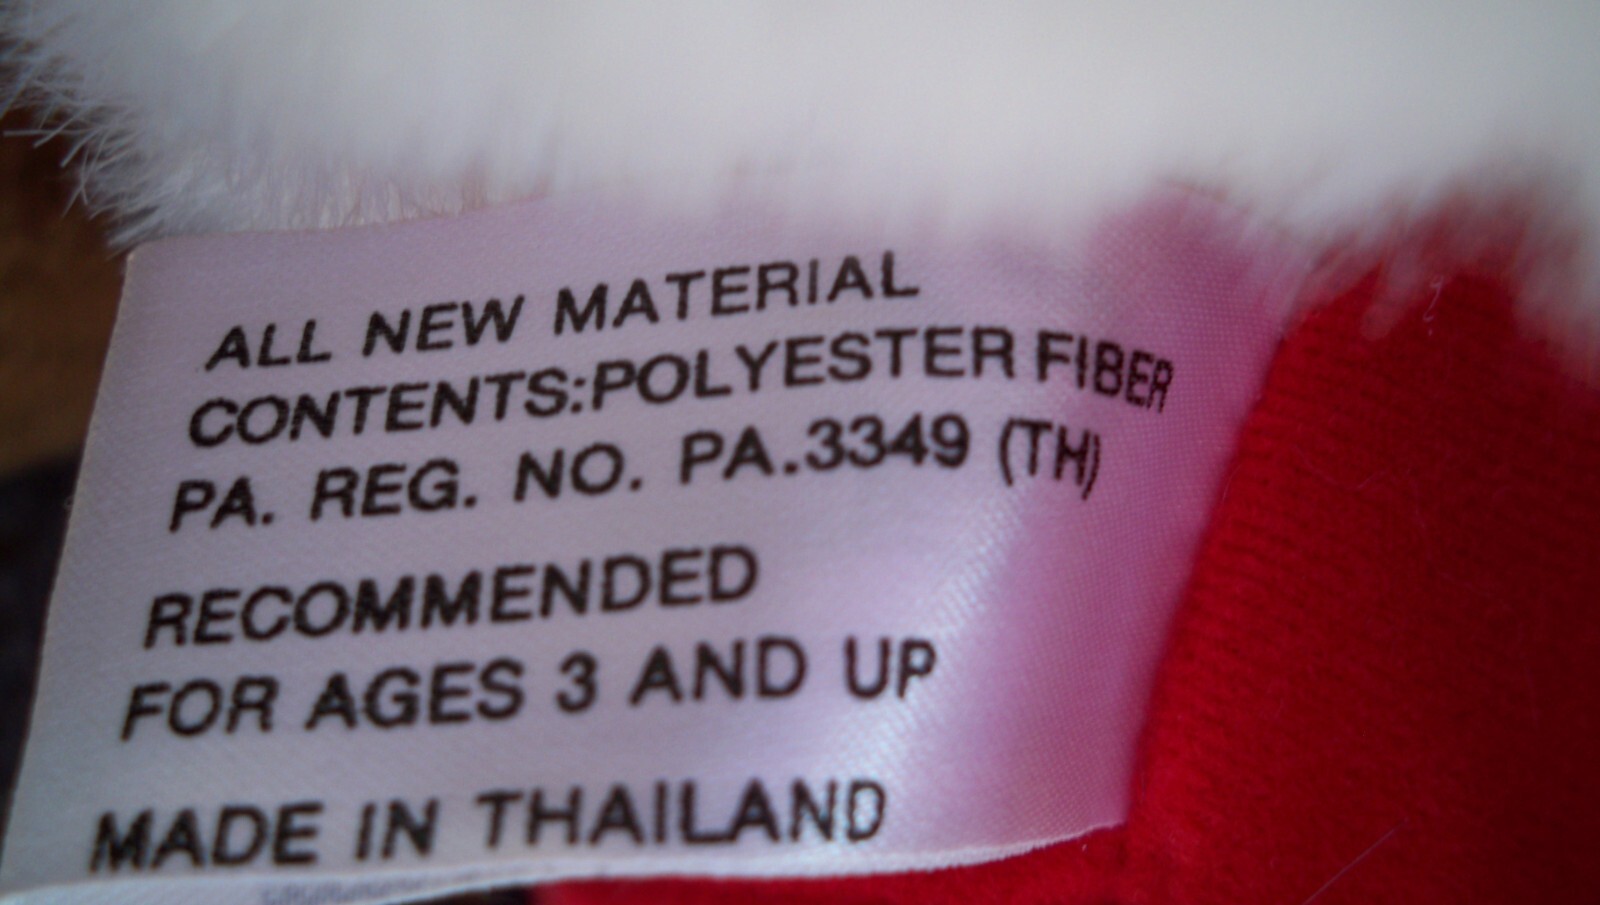 ALL NEW MATERIAL
CONTENTS:POLYESTER FIBER
PA. REG. NO. PA.3349 (TH)
RECOMMENDED
FOR AGES 3 AND UP
MADE IN THAILAND